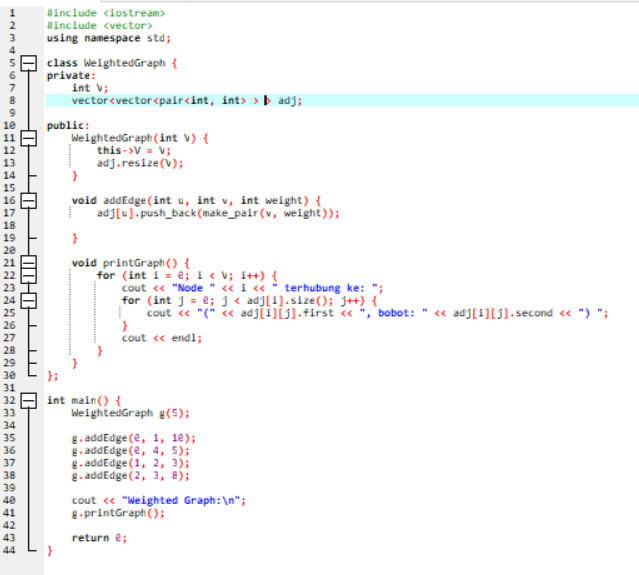 1 #include <iostream>
2 #include <vector>
3 using namespace std;
4
5 class WeightedGraph {
6 private:
7     int V;
8     vector<vector<pair<int, int> > > adj;
9
10 public:
11     WeightedGraph(int V) {
12         this->V = V;
13         adj.resize(V);
14     }
15
16     void addEdge(int u, int v, int weight) {
17         adj[u].push_back(make_pair(v, weight));
18
19     }
20
21     void printGraph() {
22         for (int i = 0; i < V; i++) {
23             cout << "Node " << i << " terhubung ke: ";
24             for (int j = 0; j < adj[i].size(); j++) {
25                 cout << "(" << adj[i][j].first << ", bobot: " << adj[i][j].second << ") ";
26             }
27             cout << endl;
28         }
29     }
30 };
31
32 int main() {
33     WeightedGraph g(5);
34
35     g.addEdge(0, 1, 10);
36     g.addEdge(0, 4, 5);
37     g.addEdge(1, 2, 3);
38     g.addEdge(2, 3, 8);
39
40     cout << "Weighted Graph:\n";
41     g.printGraph();
42
43     return 0;
44 }